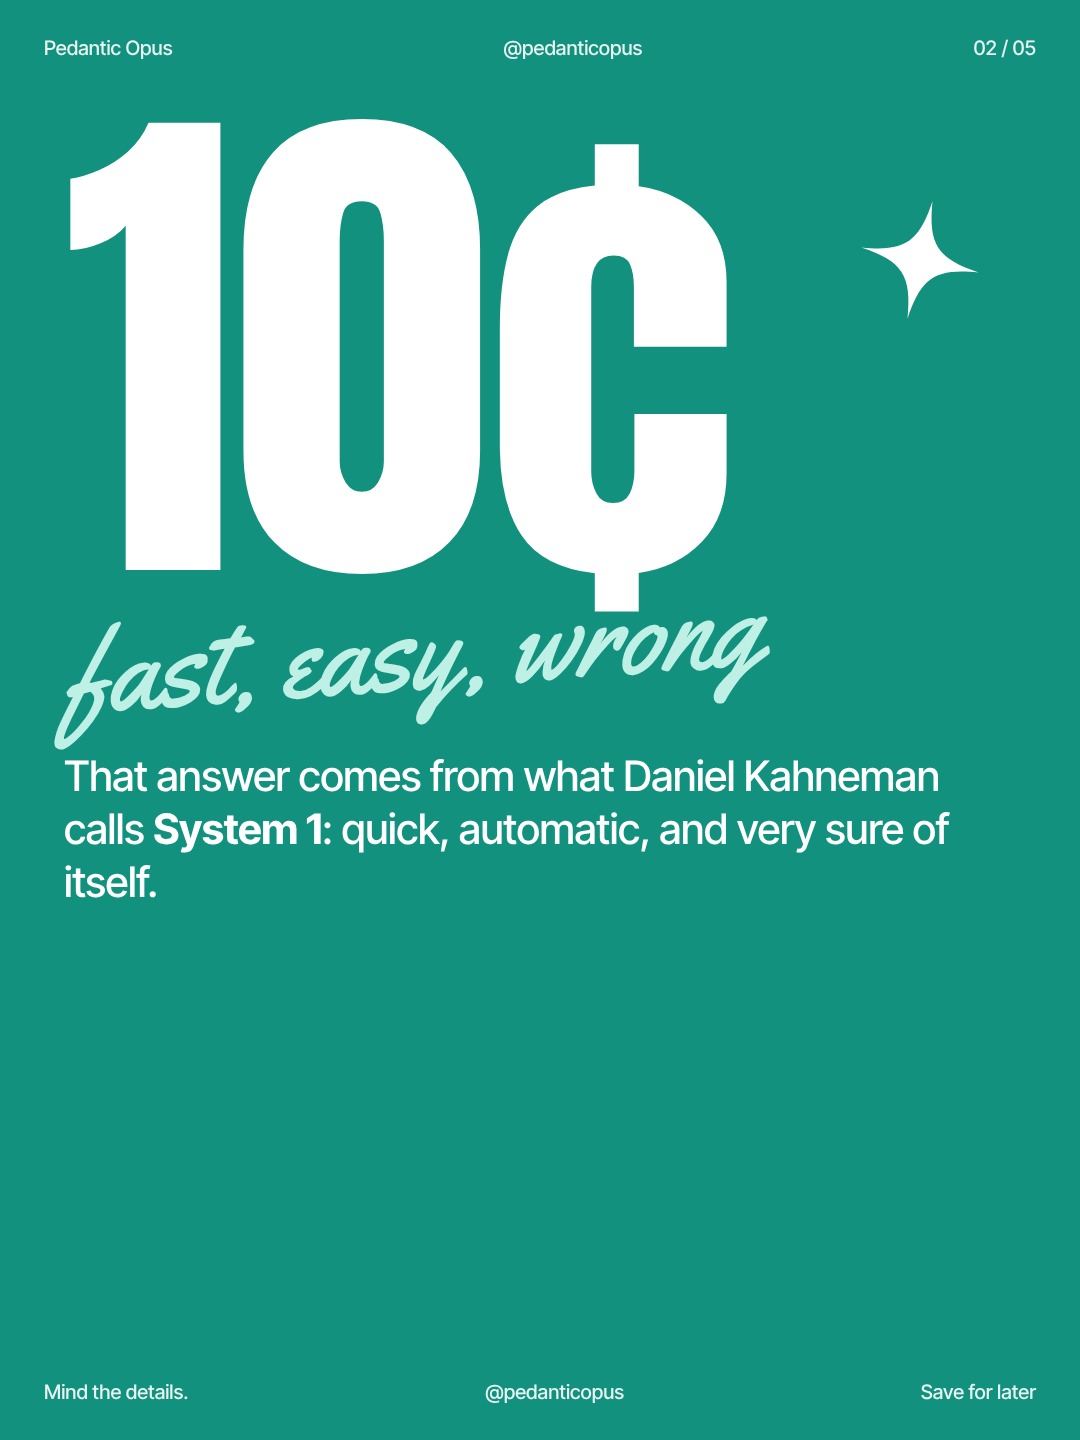 Pedantic Opus
@pedanticopus
02 / 05
10¢
fast, easy, wrong
That answer comes from what Daniel Kahneman
calls System 1: quick, automatic, and very sure of
itself.
Mind the details.
@pedanticopus
Save for later